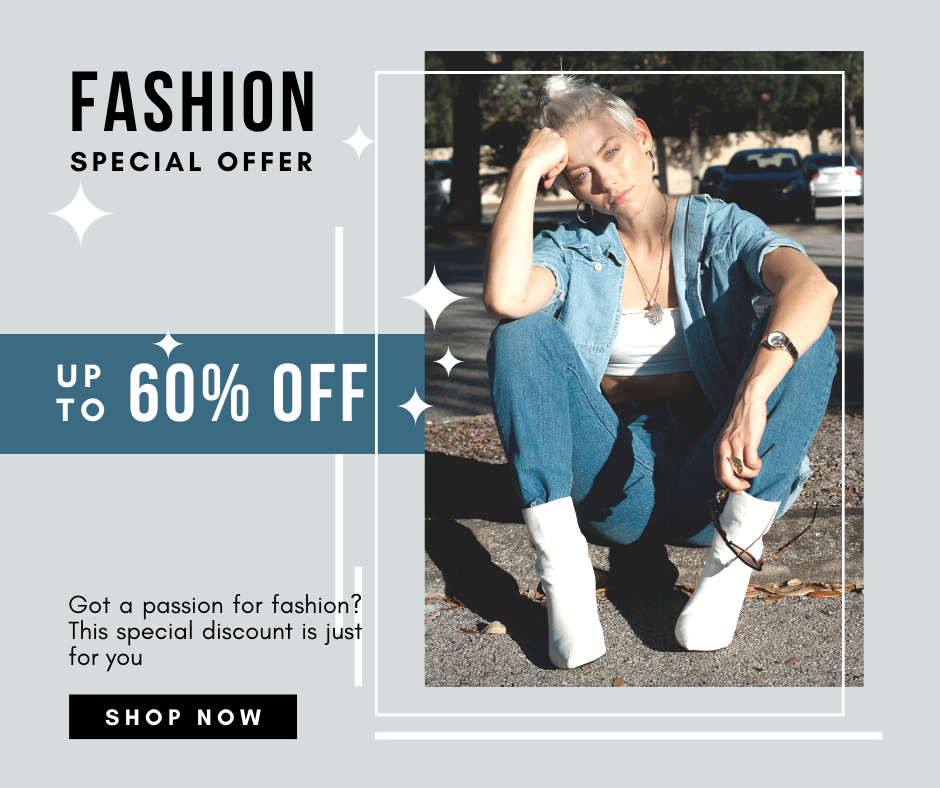 FASHION
SPECIAL OFFER
UP
TO
60% OFF
Got a passion for fashion?
This special discount is just
for you
SHOP NOW